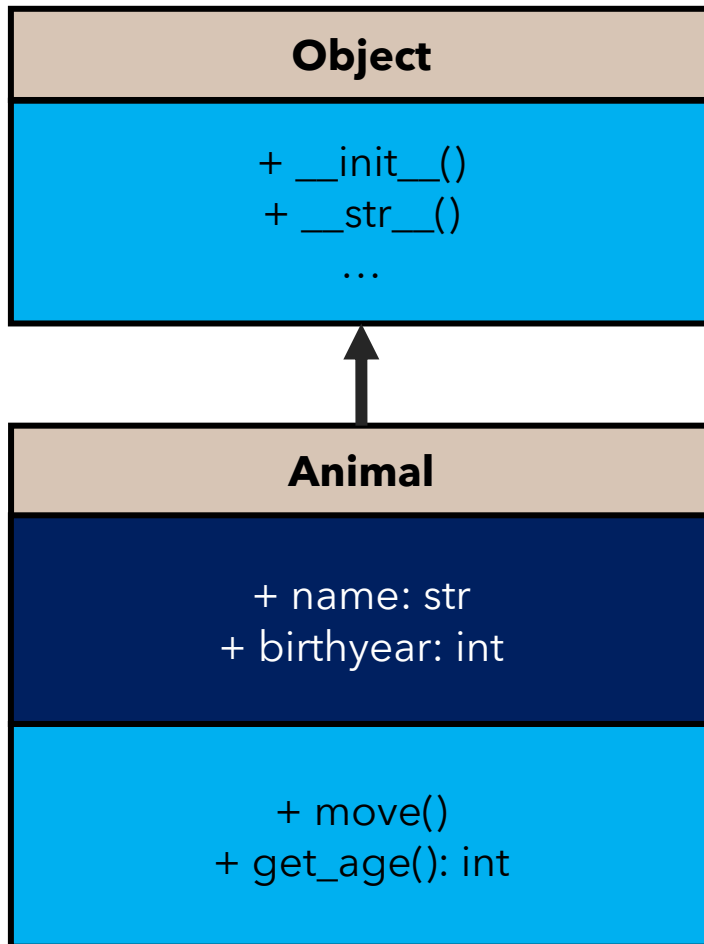 Object
+ __init__()
+ __str__()
…
Animal
+ name: str
+ birthyear: int
+ move()
+ get_age(): int